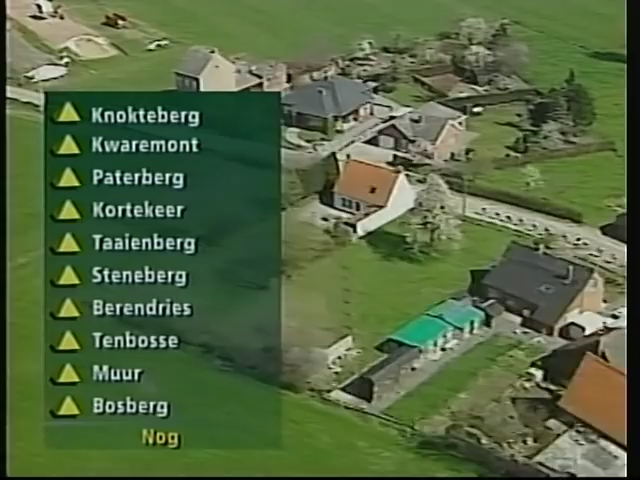 Knokteberg
Kwaremont
Paterberg
Kortekeer
Taaienberg
Steneberg
Berendries
Tenbosse
Muur
Bosberg
Nog